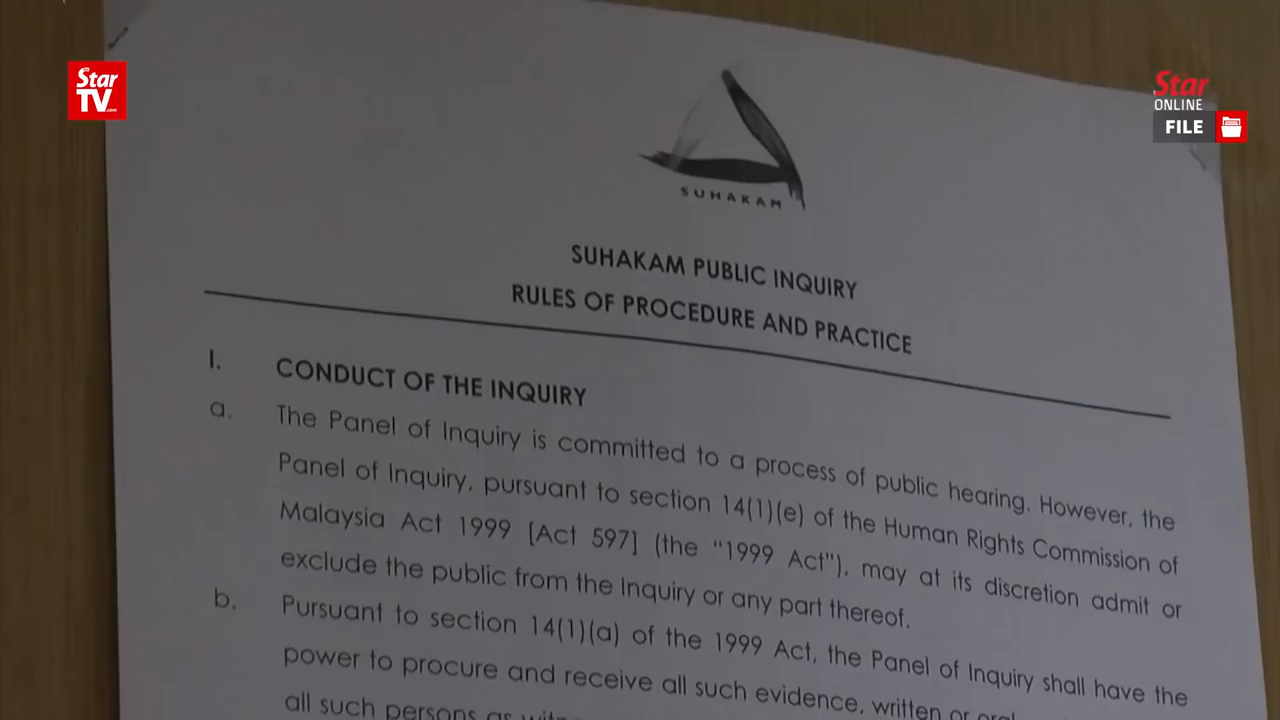 Star
TV.com
Star
ONLINE
FILE
SUHAKAM
SUHAKAM PUBLIC INQUIRY
RULES OF PROCEDURE AND PRACTICE
I. CONDUCT OF THE INQUIRY
a. The Panel of Inquiry is committed to a process of public hearing. However, the
Panel of Inquiry, pursuant to section 14(1)(e) of the Human Rights Commission of
Malaysia Act 1999 [Act 597] (the "1999 Act"), may at its discretion admit or
exclude the public from the Inquiry or any part thereof.
b. Pursuant to section 14(1)(a) of the 1999 Act, the Panel of Inquiry shall have the
power to procure and receive all such evidence, written or oral
all such persons as